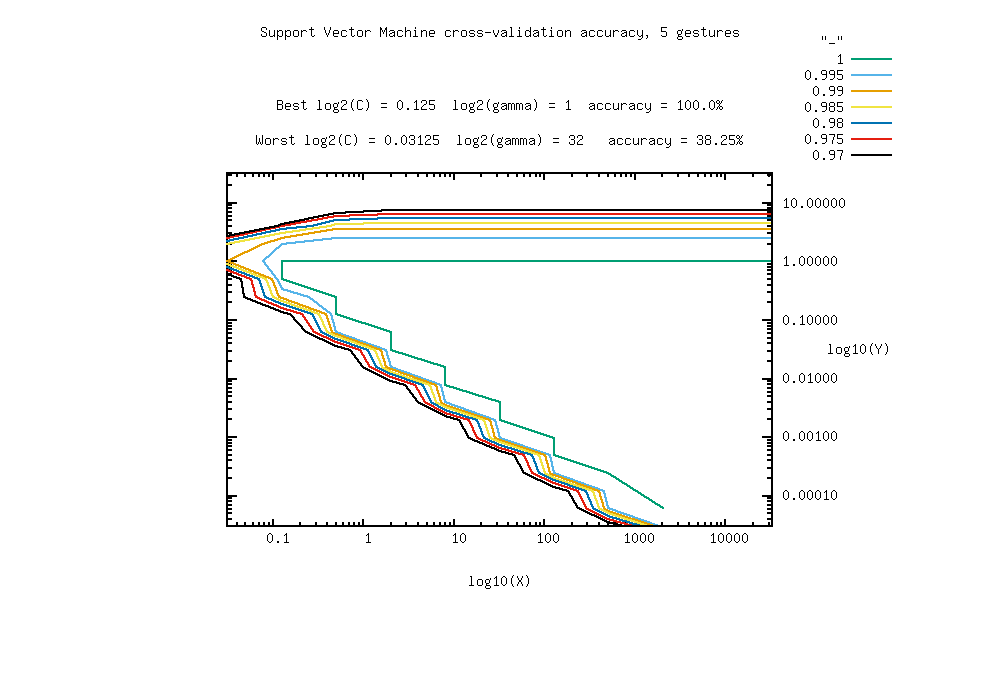 Support Vector Machine cross-validation accuracy, 5 gestures
"_"
1
0.995
0.99
0.985
0.98
0.975
0.97
Best log2(C) = 0.125  log2(gamma) = 1  accuracy = 100.0%
Worst log2(C) = 0.03125  log2(gamma) = 32   accuracy = 38.25%
10.00000
1.00000
0.10000
0.01000
0.00100
0.00010
log10(Y)
0.1 1 10 100 1000 10000
log10(X)